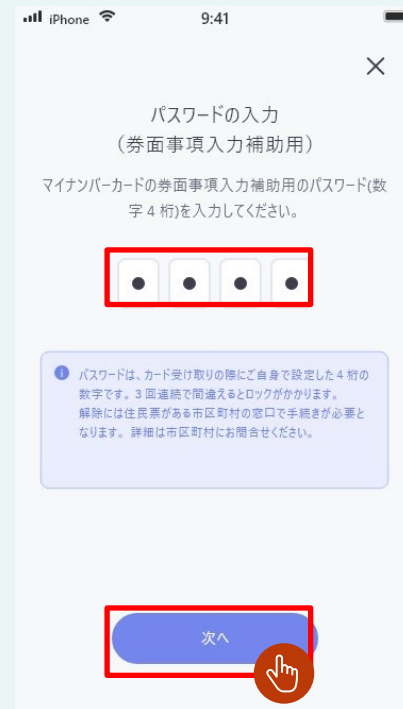 iPhone 9:41
パスワードの入力
（券面事項入力補助用）
マイナンバーカードの券面事項入力補助用のパスワード(数
字４桁)を入力してください。
パスワードは、カード受け取りの際にご自身で設定した４桁の
数字です。３回連続で間違えるとロックがかかります。
解除には住民票がある市区町村の窓口で手続きが必要と
なります。詳細は市区町村にお問合せください。
次へ